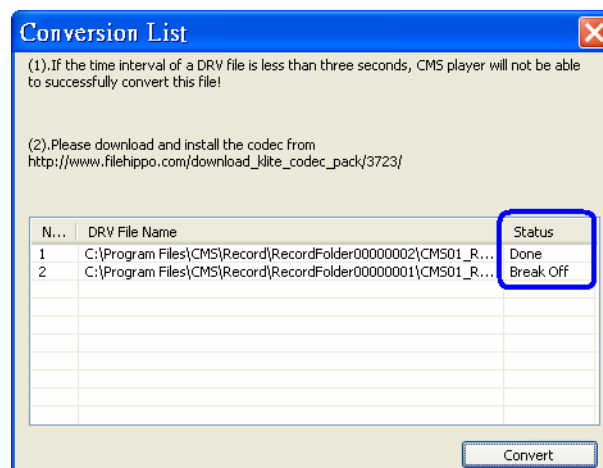 Conversion List
(1).If the time interval of a DRV file is less than three seconds, CMS player will not be able
to successfully convert this file!
(2).Please download and install the codec from
http://www.filehippo.com/download_klite_codec_pack/3723/
N... DRV File Name Status
1 C:\Program Files\CMS\Record\RecordFolder00000002\CMS01_R... Done
2 C:\Program Files\CMS\Record\RecordFolder00000001\CMS01_R... Break Off
Convert